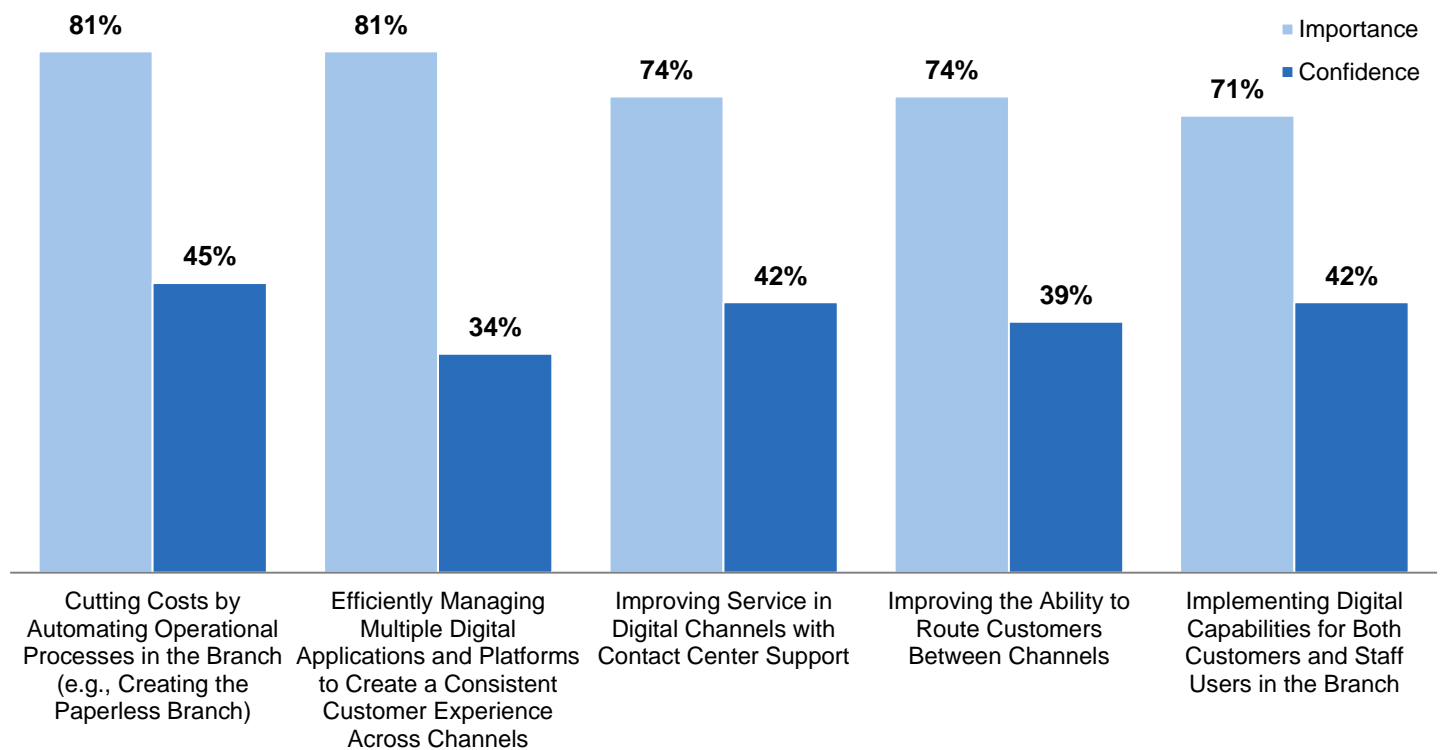 81%
81%
74%
74%
71%
Importance
Confidence
45%
34%
42%
39%
42%
Cutting Costs by
Automating Operational
Processes in the Branch
(e.g., Creating the
Paperless Branch)
Efficiently Managing
Multiple Digital
Applications and Platforms
to Create a Consistent
Customer Experience
Across Channels
Improving Service in
Digital Channels with
Contact Center Support
Improving the Ability to
Route Customers
Between Channels
Implementing Digital
Capabilities for Both
Customers and Staff
Users in the Branch